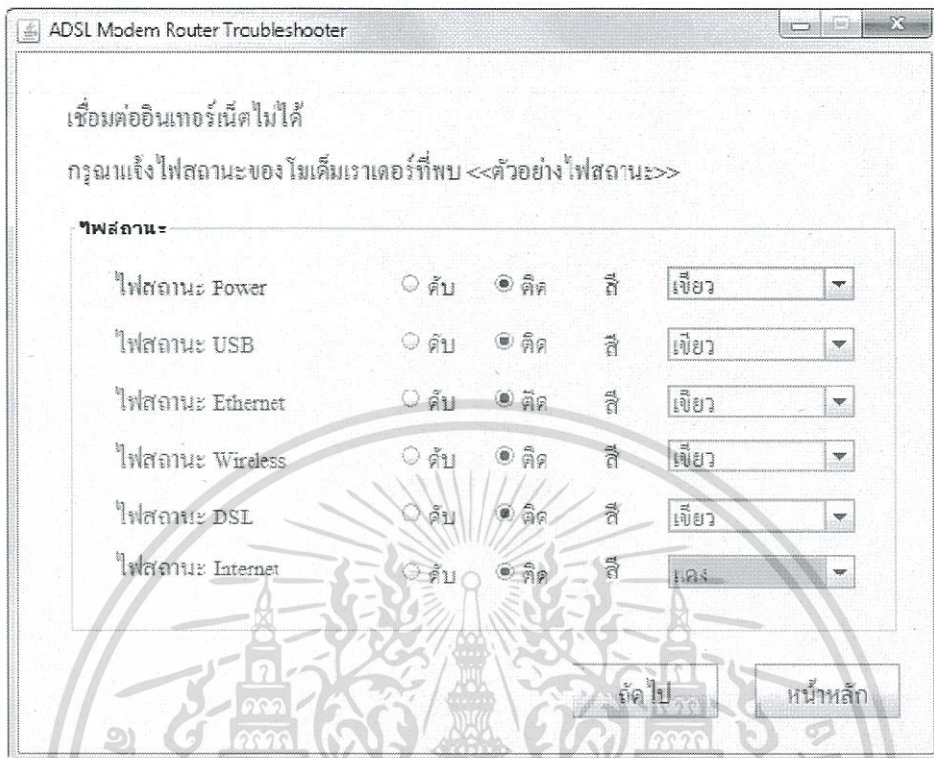 ADSL Modem Router Troubleshooter
เชื่อมต่ออินเทอร์เน็ตไม่ได้
กรุณาแจ้งไฟสถานะของโมเด็มเราเตอร์ที่พบ <<ตัวอย่างไฟสถานะ>>
ไฟสถานะ
ไฟสถานะ Power ดับ ติด สี เขียว
ไฟสถานะ USB ดับ ติด สี เขียว
ไฟสถานะ Ethernet ดับ ติด สี เขียว
ไฟสถานะ Wireless ดับ ติด สี เขียว
ไฟสถานะ DSL ดับ ติด สี เขียว
ไฟสถานะ Internet ดับ ติด สี แดง
ถัดไป หน้าหลัก